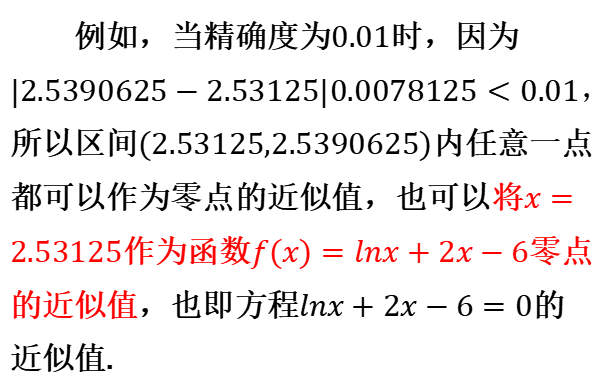 例如，当精确度为0.01时，因为
|2.5390625 − 2.53125|0.0078125 < 0.01，
所以区间(2.53125,2.5390625)内任意一点
都可以作为零点的近似值，也可以将x =
2.53125作为函数f(x) = lnx + 2x − 6零点
的近似值，也即方程lnx + 2x − 6 = 0的
近似值.